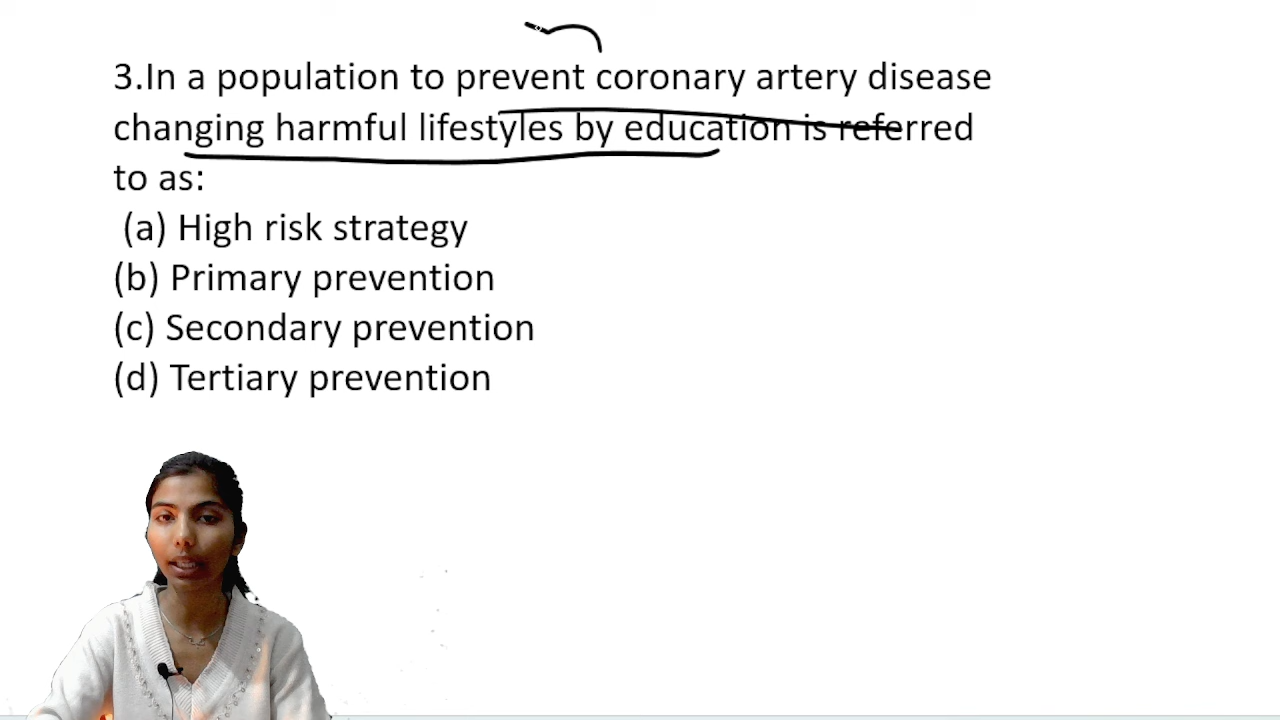 3.In a population to prevent coronary artery disease
changing harmful lifestyles by education is referred
to as:
(a) High risk strategy
(b) Primary prevention
(c) Secondary prevention
(d) Tertiary prevention